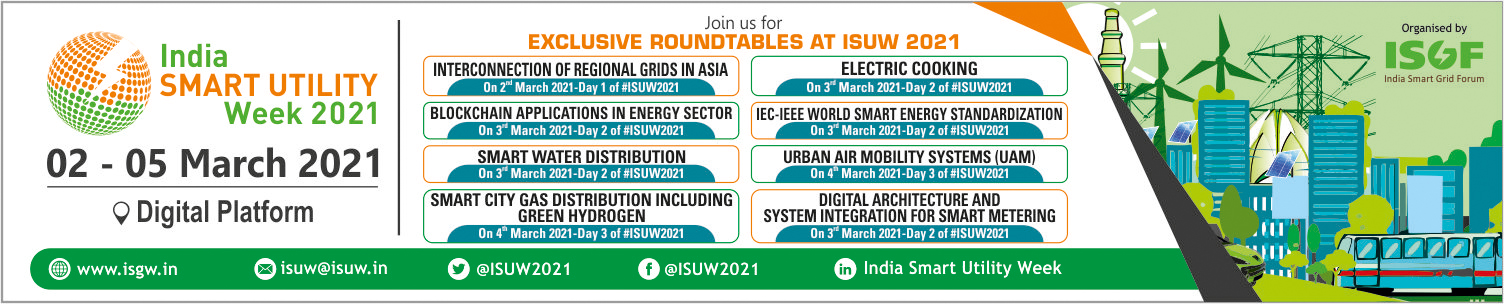 India
SMART UTILITY
Week 2021
02 - 05 March 2021
Digital Platform
Join us for
EXCLUSIVE ROUNDTABLES AT ISUW 2021
INTERCONNECTION OF REGIONAL GRIDS IN ASIA
On 2nd March 2021-Day 1 of #ISUW2021
BLOCKCHAIN APPLICATIONS IN ENERGY SECTOR
On 3rd March 2021-Day 2 of #ISUW2021
SMART WATER DISTRIBUTION
On 3rd March 2021-Day 2 of #ISUW2021
SMART CITY GAS DISTRIBUTION INCLUDING
GREEN HYDROGEN
On 4th March 2021-Day 3 of #ISUW2021
ELECTRIC COOKING
On 3rd March 2021-Day 2 of #ISUW2021
IEC-IEEE WORLD SMART ENERGY STANDARDIZATION
On 3rd March 2021-Day 2 of #ISUW2021
URBAN AIR MOBILITY SYSTEMS (UAM)
On 4th March 2021-Day 3 of #ISUW2021
DIGITAL ARCHITECTURE AND
SYSTEM INTEGRATION FOR SMART METERING
On 3rd March 2021-Day 2 of #ISUW2021
Organised by
ISGF
India Smart Grid Forum
www.isgw.in
isuw@isuw.in
@ISUW2021
@ISUW2021
India Smart Utility Week